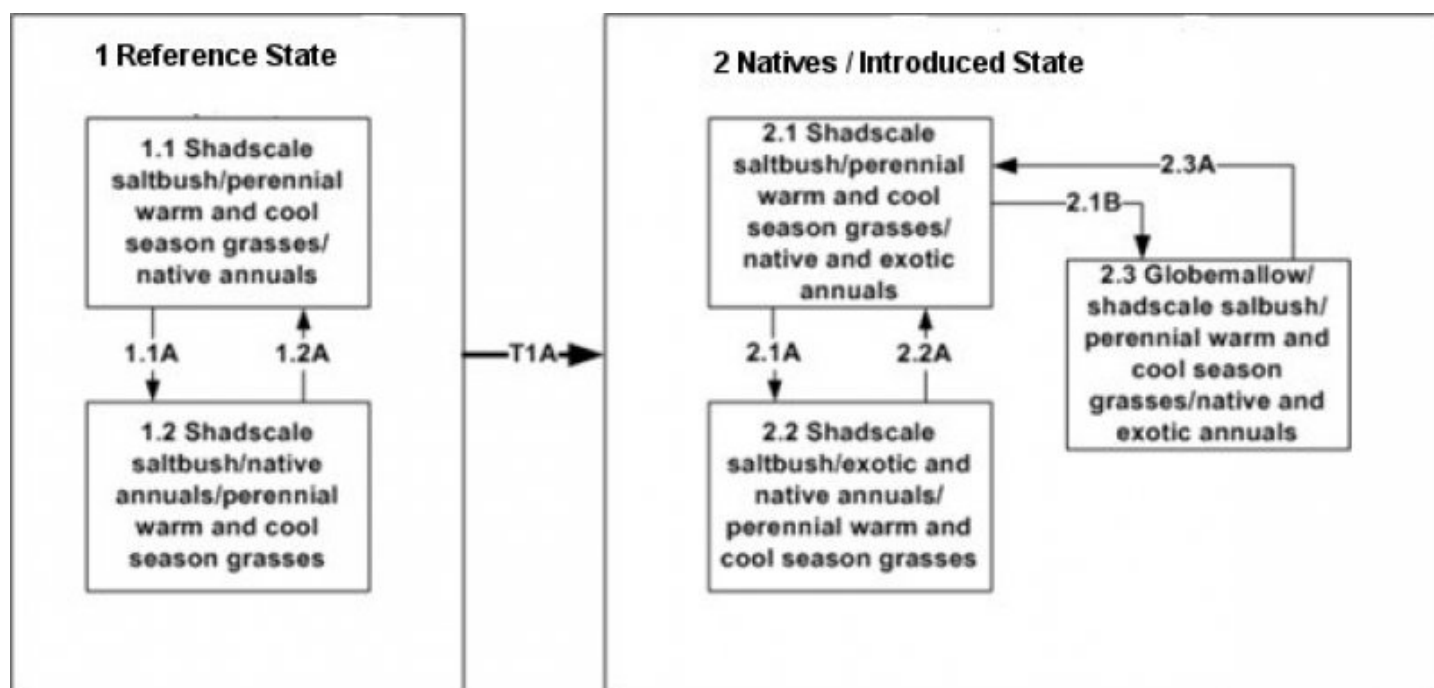 1 Reference State
1.1 Shadscale
saltbush/perennial
warm and cool
season grasses/
native annuals
1.1A
1.2A
1.2 Shadscale
saltbush/native
annuals/perennial
warm and cool
season grasses
T1A
2 Natives / Introduced State
2.1 Shadscale
saltbush/perennial
warm and cool
season grasses/
native and exotic
annuals
2.3A
2.1B
2.1A
2.2A
2.2 Shadscale
saltbush/exotic and
native annuals/
perennial warm and
cool season grasses
2.3 Globemallow/
shadscale salbush/
perennial warm and
cool season
grasses/native and
exotic annuals